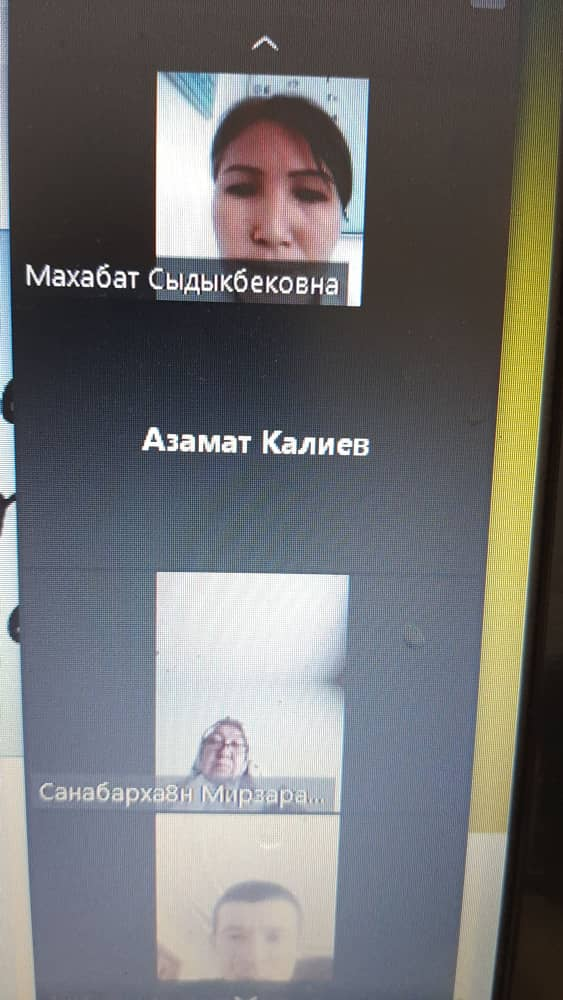 Махабат Сыдыкбековна
Азамат Калиев
Санабарха8н Мирзара...